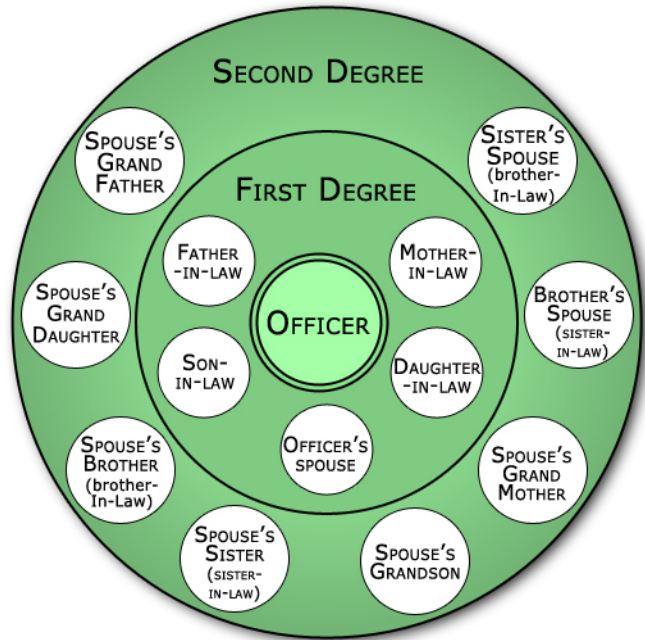 SECOND DEGREE
SPOUSE'S
GRAND
FATHER
SISTER'S
SPOUSE
(brother-
In-Law)
FIRST DEGREE
FATHER
-IN-LAW
MOTHER-
IN-LAW
OFFICER
SPOUSE'S
GRAND
DAUGHTER
BROTHER'S
SPOUSE
(SISTER-
IN-LAW)
SON-
IN-LAW
DAUGHTER
-IN-LAW
OFFICER'S
SPOUSE
SPOUSE'S
BROTHER
(brother-
In-Law)
SPOUSE'S
GRAND
MOTHER
SPOUSE'S
SISTER
(SISTER-
IN-LAW)
SPOUSE'S
GRANDSON